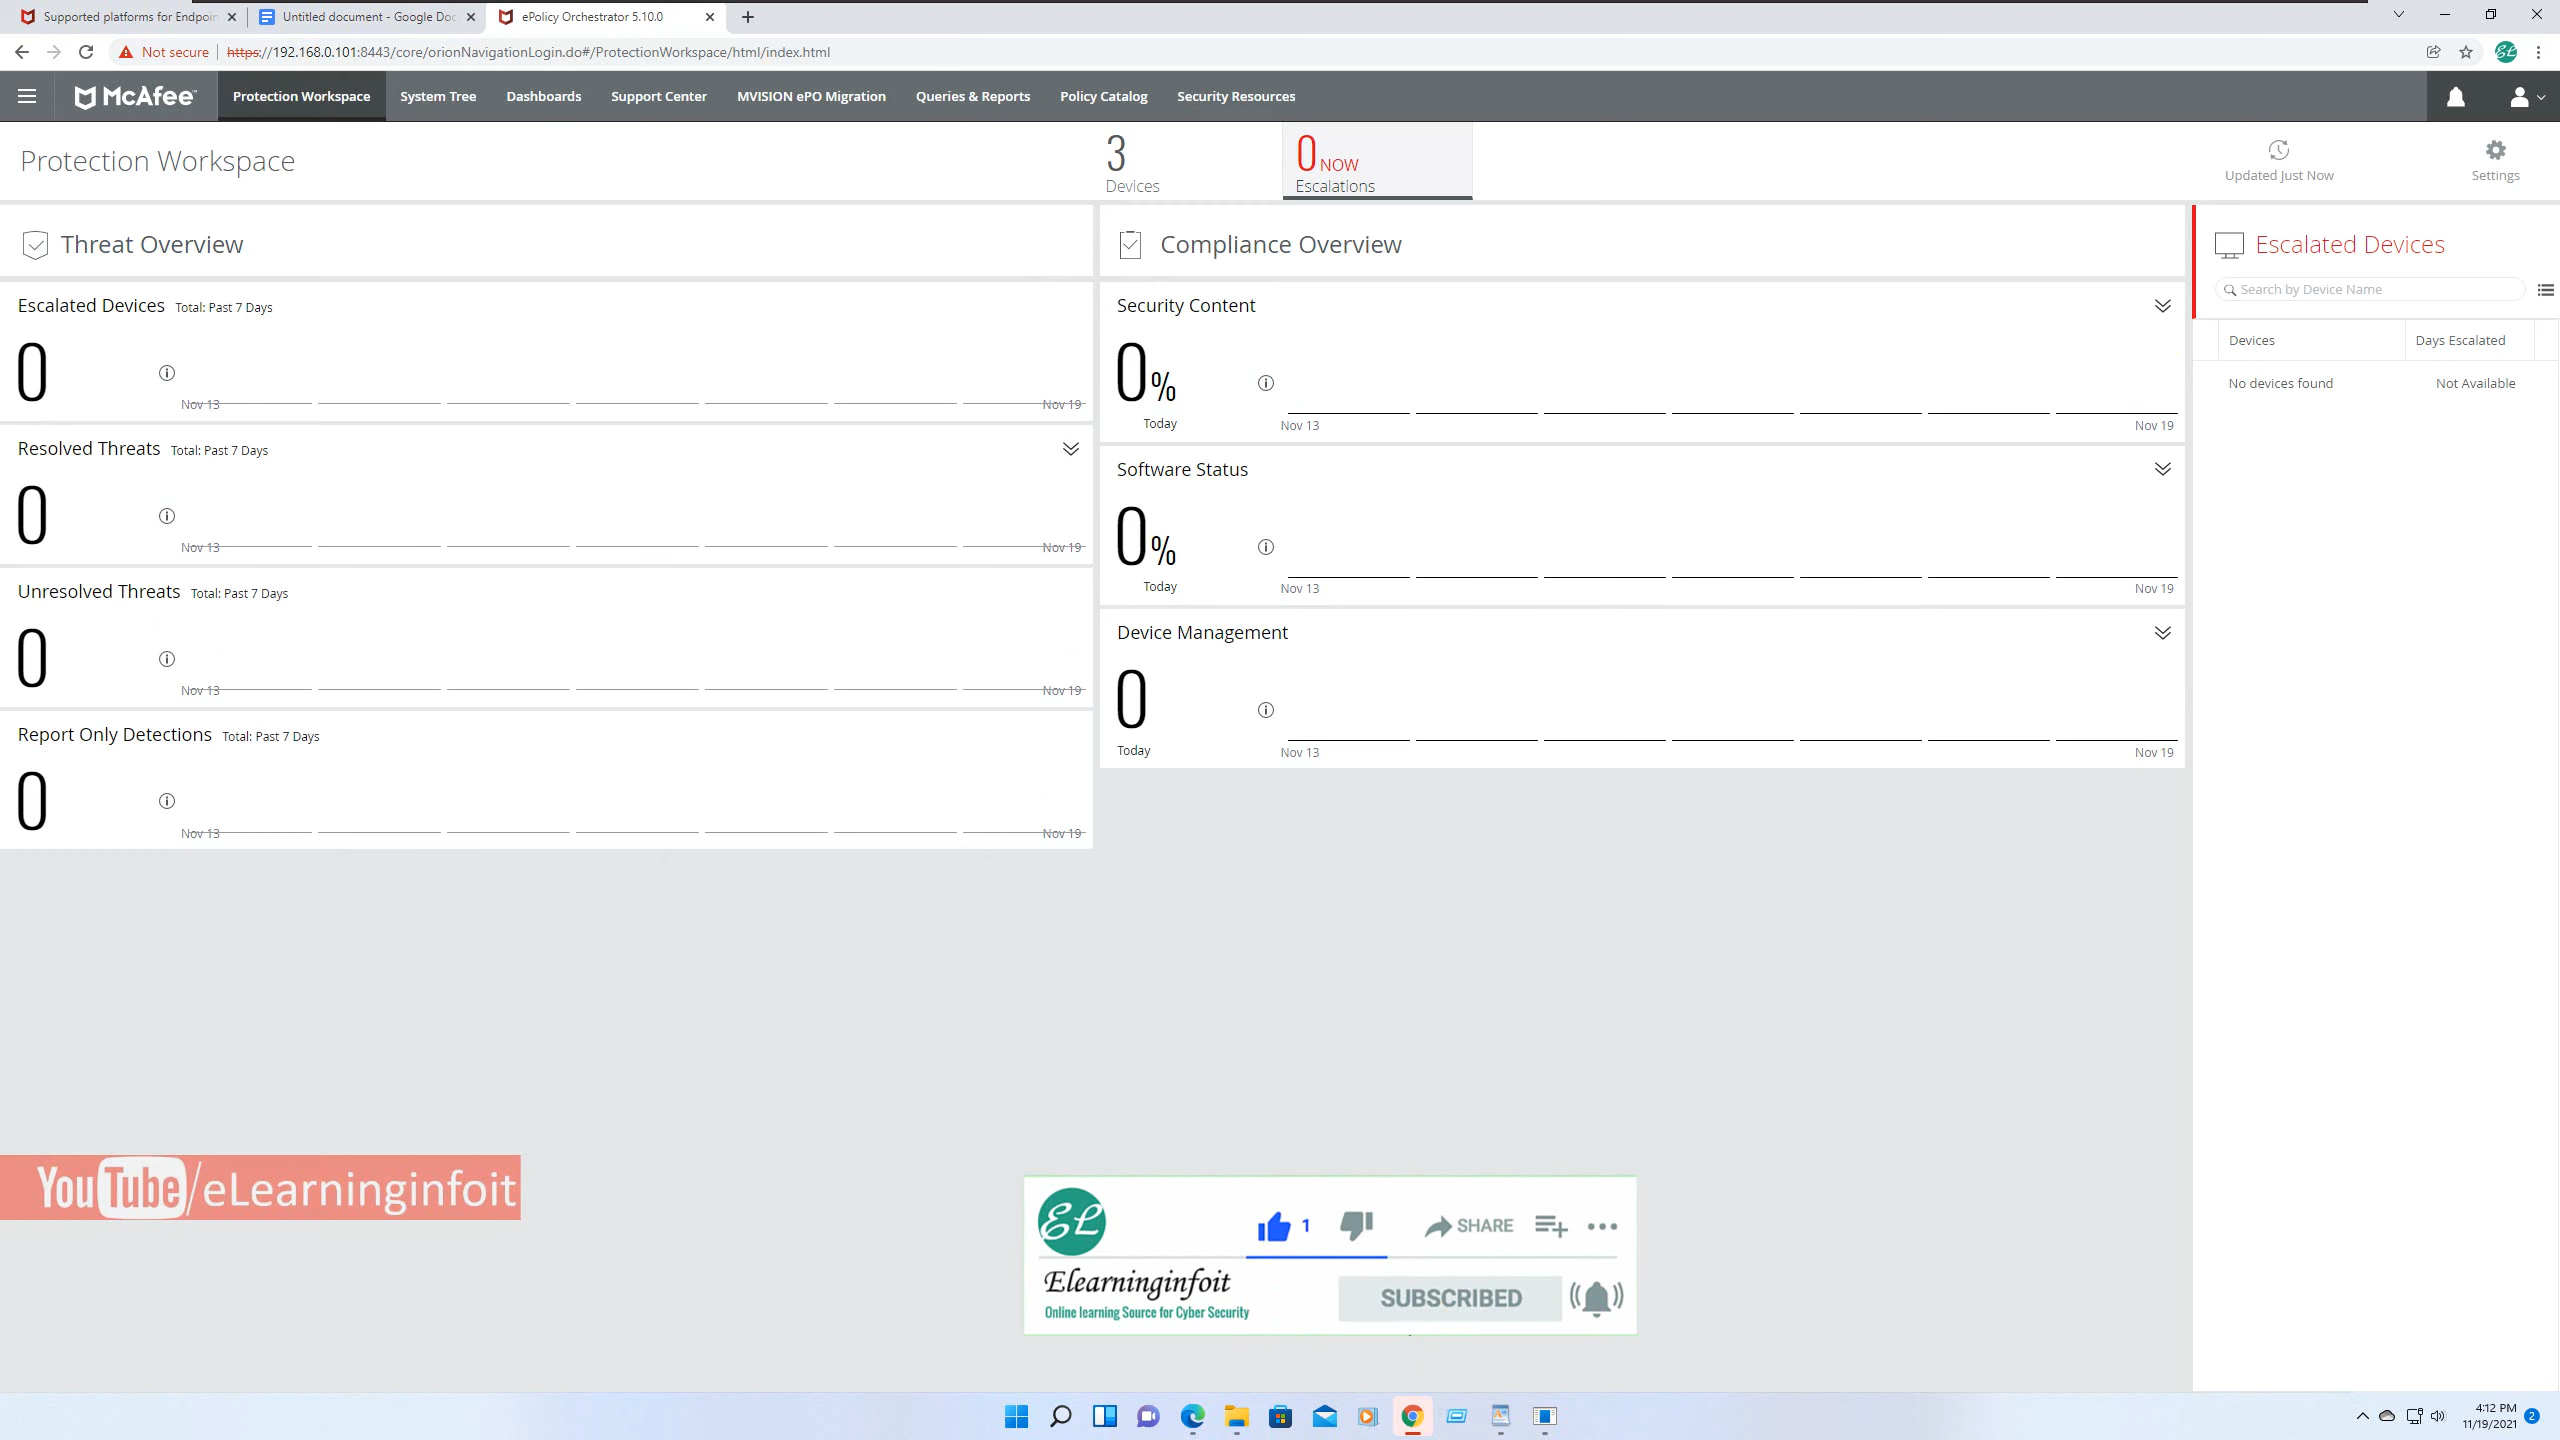 Supported platforms for Endpoin
Untitled document - Google Doc
ePolicy Orchestrator 5.10.0
Not secure
https://192.168.0.101:8443/core/orionNavigationLogin.do#/ProtectionWorkspace/html/index.html
McAfee
Protection Workspace
System Tree
Dashboards
Support Center
MVISION ePO Migration
Queries & Reports
Policy Catalog
Security Resources
Protection Workspace
3
Devices
0 NOW
Escalations
Updated Just Now
Settings
Threat Overview
Escalated Devices Total: Past 7 Days
0
Nov 13
Nov 19
Resolved Threats Total: Past 7 Days
0
Nov 13
Nov 19
Unresolved Threats Total: Past 7 Days
0
Nov 13
Nov 19
Report Only Detections Total: Past 7 Days
0
Nov 13
Nov 19
Compliance Overview
Security Content
0%
Today
Nov 13
Nov 19
Software Status
0%
Today
Nov 13
Nov 19
Device Management
0
Today
Nov 13
Nov 19
Escalated Devices
Search by Device Name
Devices
Days Escalated
No devices found
Not Available
YouTube/eLearninginfoit
EL
1
SHARE
Elearninginfoit
Online learning Source for Cyber Security
SUBSCRIBED
4:12 PM
11/19/2021
2